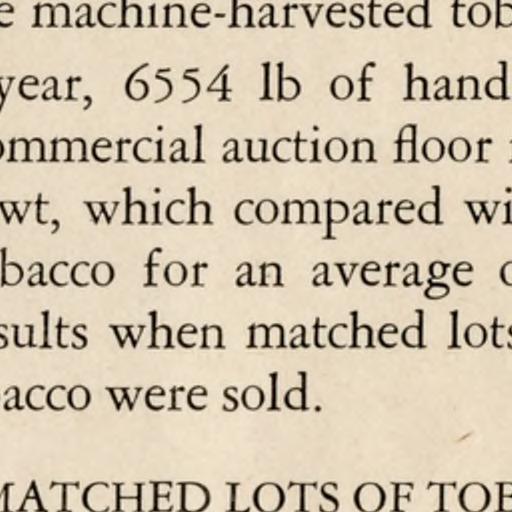 e machine-harvested tob
year, 6554 lb of hand
ommercial auction floor
wt, which compared wi
bacco for an average o
sults when matched lots
acco were sold.
MATCHED LOTS OF TOB